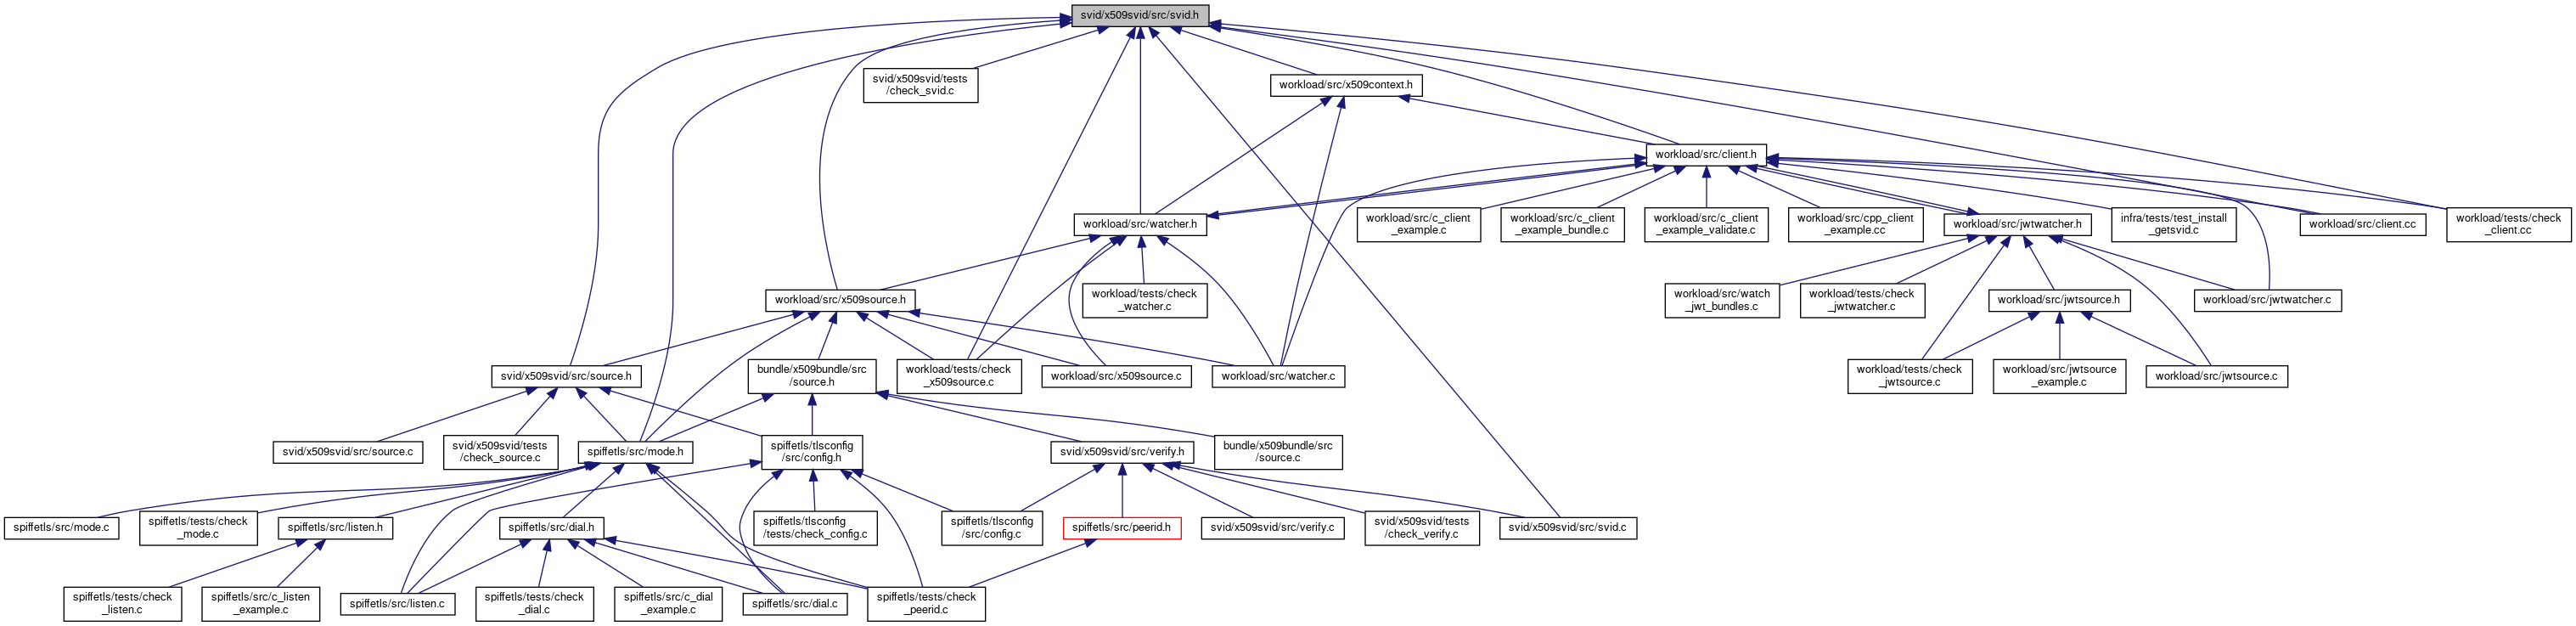 svid/x509svid/src/svid.h
svid/x509svid/tests
/check_svid.c
workload/src/x509context.h
workload/src/client.h
workload/src/watcher.h
workload/src/c_client
_example.c
workload/src/c_client
_example_bundle.c
workload/src/c_client
_example_validate.c
workload/src/cpp_client
_example.cc
workload/src/jwtwatcher.h
infra/tests/test_install
_getsvid.c
workload/src/client.cc
workload/tests/check
_client.cc
workload/src/x509source.h
workload/tests/check
_watcher.c
workload/src/watch
_jwt_bundles.c
workload/tests/check
_jwtwatcher.c
workload/src/jwtsource.h
workload/src/jwtwatcher.c
svid/x509svid/src/source.h
bundle/x509bundle/src
/source.h
workload/tests/check
_x509source.c
workload/src/x509source.c
workload/src/watcher.c
workload/tests/check
_jwtsource.c
workload/src/jwtsource
_example.c
workload/src/jwtsource.c
svid/x509svid/src/source.c
svid/x509svid/tests
/check_source.c
spiffetls/src/mode.h
spiffetls/tlsconfig
/src/config.h
svid/x509svid/src/verify.h
bundle/x509bundle/src
/source.c
spiffetls/src/mode.c
spiffetls/tests/check
_mode.c
spiffetls/src/listen.h
spiffetls/src/dial.h
spiffetls/tlsconfig
/tests/check_config.c
spiffetls/tlsconfig
/src/config.c
spiffetls/src/peerid.h
svid/x509svid/src/verify.c
svid/x509svid/tests
/check_verify.c
svid/x509svid/src/svid.c
spiffetls/tests/check
_listen.c
spiffetls/src/c_listen
_example.c
spiffetls/src/listen.c
spiffetls/tests/check
_dial.c
spiffetls/src/c_dial
_example.c
spiffetls/src/dial.c
spiffetls/tests/check
_peerid.c